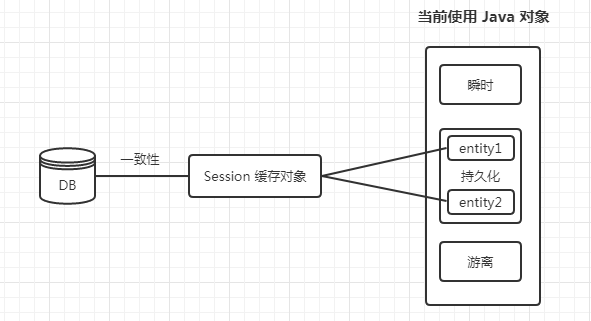 当前使用 Java 对象
瞬时
一致性
entity1
DB
Session 缓存对象
持久化
entity2
游离